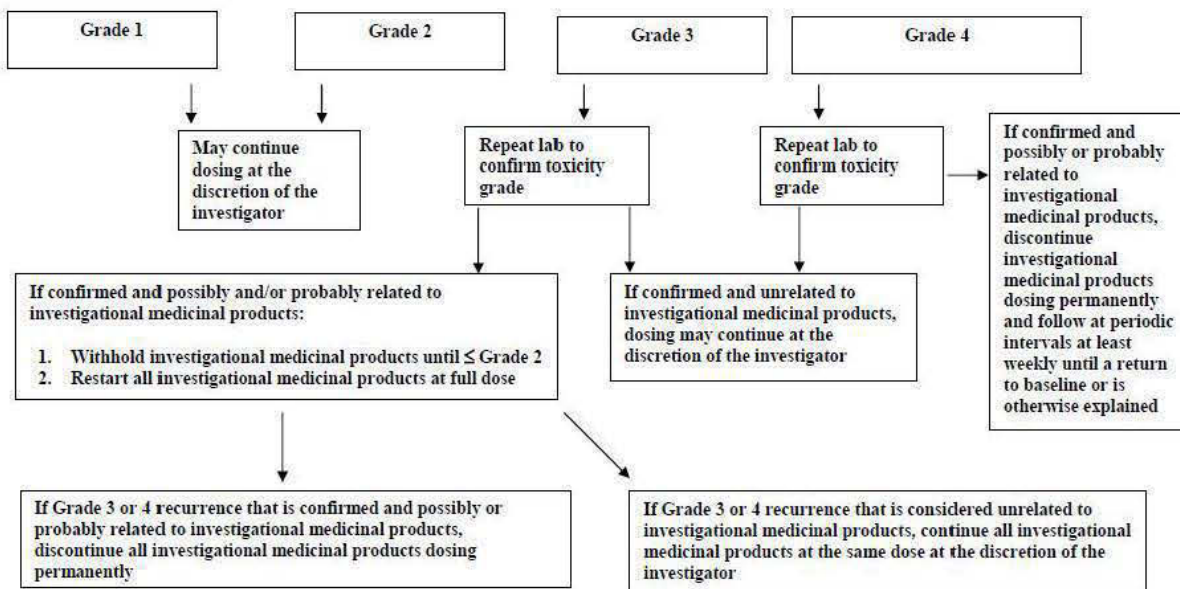 Grade 1
Grade 2
Grade 3
Grade 4
May continue
dosing at the
discretion of the
investigator
Repeat lab to
confirm toxicity
grade
Repeat lab to
confirm toxicity
grade
If confirmed and
possibly or probably
related to
investigational
medicinal products,
discontinue
investigational
medicinal products
dosing permanently
and follow at periodic
intervals at least
weekly until a return
to baseline or is
otherwise explained
If confirmed and possibly and/or probably related to
investigational medicinal products:
1. Withhold investigational medicinal products until ≤ Grade 2
2. Restart all investigational medicinal products at full dose
If confirmed and unrelated to
investigational medicinal products,
dosing may continue at the
discretion of the investigator
If Grade 3 or 4 recurrence that is confirmed and possibly or
probably related to investigational medicinal products,
discontinue all investigational medicinal products dosing
permanently
If Grade 3 or 4 recurrence that is considered unrelated to
investigational medicinal products, continue all investigational
medicinal products at the same dose at the discretion of the
investigator